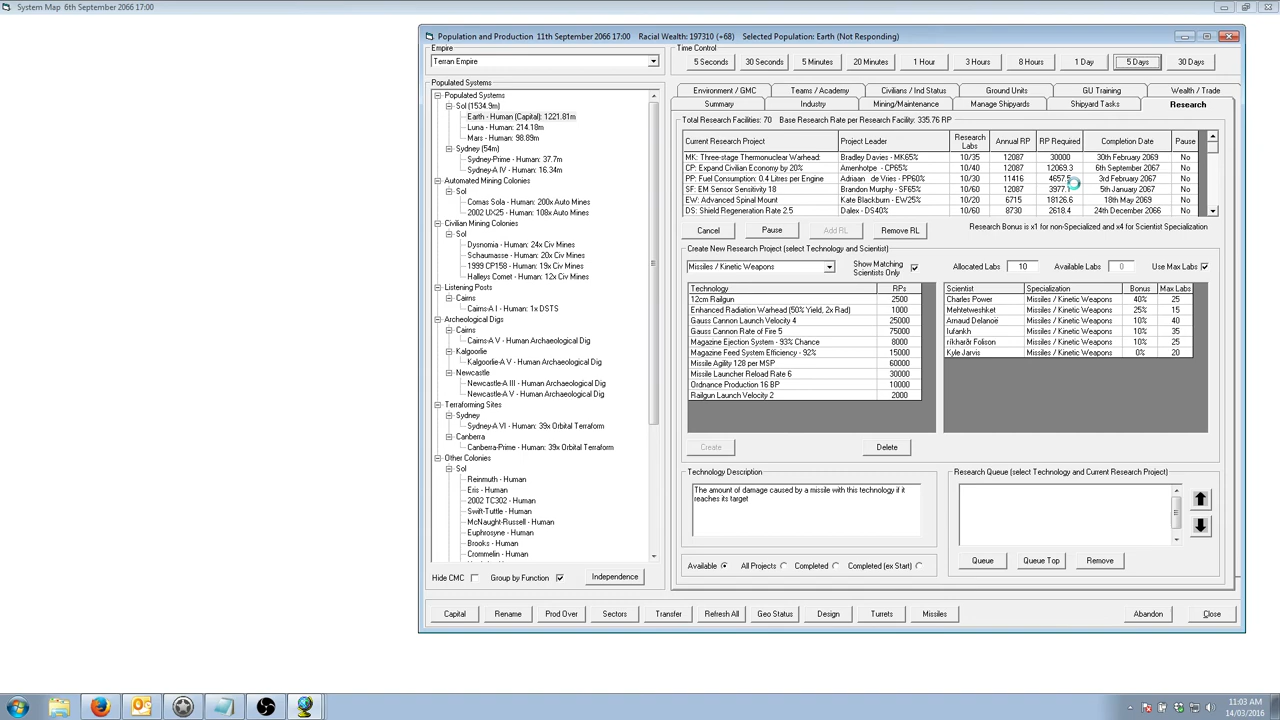 System Map 6th September 2066 17:00
Population and Production 11th September 2066 17:00 Racial Wealth: 197310 (+68) Selected Population: Earth (Not Responding)
Empire
Terran Empire
Time Control
5 Seconds 30 Seconds 5 Minutes 20 Minutes 1 Hour 3 Hours 8 Hours 1 Day 5 Days 30 Days
Environment / GMC Teams / Academy Civilians / Ind Status Ground Units GU Training Wealth / Trade
Summary Industry Mining/Maintenance Manage Shipyards Shipyard Tasks Research
Populated Systems
Populated Systems
Sol (1534.9m)
Earth - Human (Capital): 1221.81m
Luna - Human: 214.18m
Mars - Human: 98.89m
Sydney (54m)
Sydney-Prime - Human: 37.7m
Sydney-A IV - Human: 16.34m
Automated Mining Colonies
Sol
Comas Sola - Human: 200x Auto Mines
2002 UX25 - Human: 108x Auto Mines
Civilian Mining Colonies
Sol
Dysnomia - Human: 24x Civ Mines
Schaumasse - Human: 20x Civ Mines
1999 CP158 - Human: 19x Civ Mines
Halleys Comet - Human: 12x Civ Mines
Listening Posts
Cairns
Cairns-A I - Human: 1x DSTS
Archeological Digs
Cairns
Cairns-A V - Human Archaeological Dig
Kalgoorlie
Kalgoorlie-A V - Human Archaeological Dig
Newcastle
Newcastle-A III - Human Archaeological Dig
Newcastle-A V - Human Archaeological Dig
Terraforming Sites
Sydney
Sydney-A VI - Human: 39x Orbital Terraform
Canberra
Canberra-Prime - Human: 39x Orbital Terraform
Other Colonies
Sol
Reinmuth - Human
Eris - Human
2002 TC302 - Human
Swift-Tuttle - Human
McNaught-Russell - Human
Euphrosyne - Human
Brooks - Human
Crommelin - Human
Hide CMC Group by Function Independence
Total Research Facilities: 70 Base Research Rate per Research Facility: 335.76 RP
Current Research Project Project Leader Research Labs Annual RP RP Required Completion Date Pause
MK: Three-stage Thermonuclear Warhead: Bradley Davies - MK65% 10/35 12087 30000 30th February 2069 No
CP: Expand Civilian Economy by 20% Amenhotpe - CP65% 10/40 12087 12069.3 6th September 2067 No
PP: Fuel Consumption: 0.4 Litres per Engine Adriaan de Vries - PP60% 10/30 11416 4657.5 3rd February 2067 No
SF: EM Sensor Sensitivity 18 Brandon Murphy - SF65% 10/60 12087 3977.1 5th January 2067 No
EW: Advanced Spinal Mount Kate Blackburn - EW25% 10/20 6715 18126.6 18th May 2069 No
DS: Shield Regeneration Rate 2.5 Dalex - DS40% 10/60 8730 2618.4 24th December 2066 No
Cancel Pause Add RL Remove RL Research Bonus is x1 for non-Specialized and x4 for Scientist Specialization
Create New Research Project (select Technology and Scientist)
Missiles / Kinetic Weapons Show Matching Scientists Only Allocated Labs 10 Available Labs 0 Use Max Labs
Technology RPs
12cm Railgun 2500
Enhanced Radiation Warhead (50% Yield, 2x Rad) 1000
Gauss Cannon Launch Velocity 4 25000
Gauss Cannon Rate of Fire 5 75000
Magazine Ejection System - 93% Chance 8000
Magazine Feed System Efficiency - 92% 15000
Missile Agility 128 per MSP 60000
Missile Launcher Reload Rate 6 30000
Ordnance Production 16 BP 10000
Railgun Launch Velocity 2 2000
Scientist Specialization Bonus Max Labs
Charles Power Missiles / Kinetic Weapons 40% 25
Mehtetweshket Missiles / Kinetic Weapons 25% 15
Arnaud Delanoë Missiles / Kinetic Weapons 10% 40
Iufankh Missiles / Kinetic Weapons 10% 35
ríkharðr Folison Missiles / Kinetic Weapons 10% 25
Kyle Jarvis Missiles / Kinetic Weapons 0% 20
Create Delete
Technology Description
The amount of damage caused by a missile with this technology if it
reaches its target
Research Queue (select Technology and Current Research Project)
Available All Projects Completed Completed (ex Start) Queue Queue Top Remove
Capital Rename Prod Over Sectors Transfer Refresh All Geo Status Design Turrets Missiles Abandon Close
11:03 AM
14/03/2016